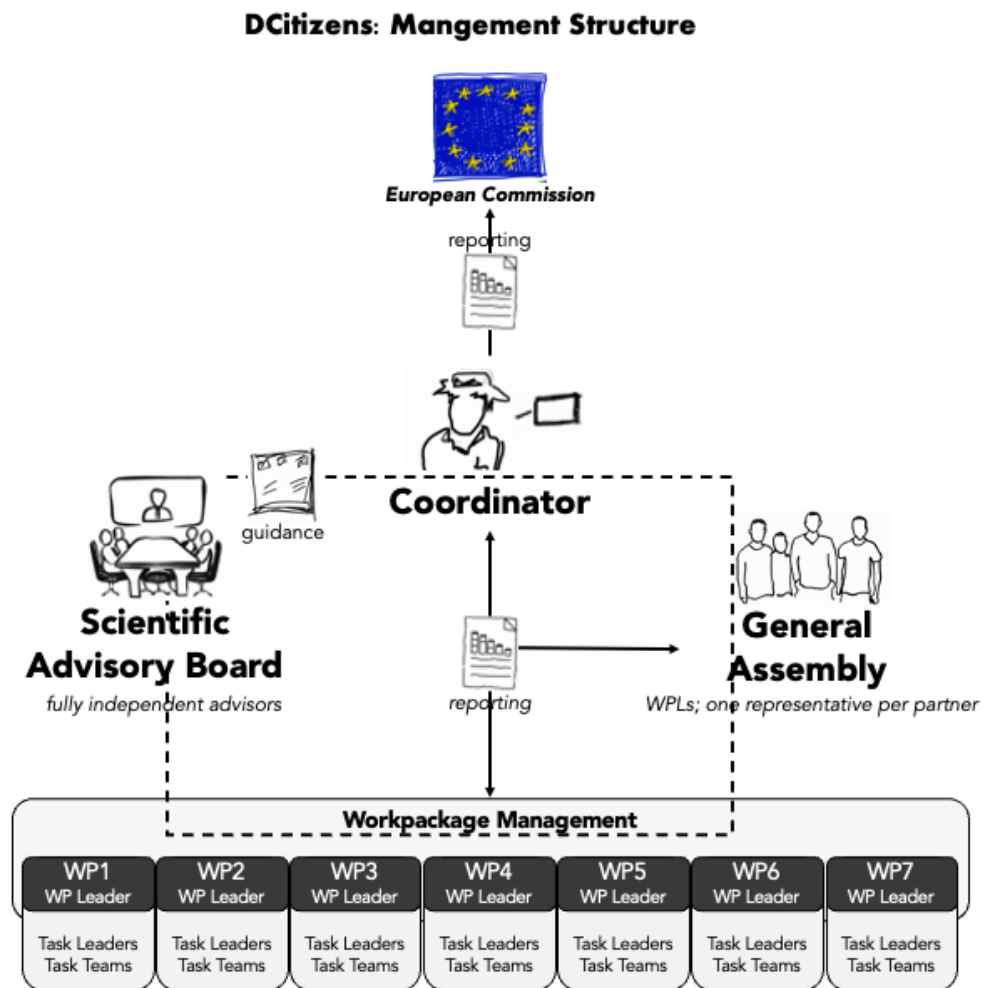 DCitizens: Mangement Structure
European Commission
reporting
Coordinator
guidance
Scientific
Advisory Board
fully independent advisors
General
Assembly
WPLs; one representative per partner
reporting
Workpackage Management
WP1
WP Leader
Task Leaders
Task Teams
WP2
WP Leader
Task Leaders
Task Teams
WP3
WP Leader
Task Leaders
Task Teams
WP4
WP Leader
Task Leaders
Task Teams
WP5
WP Leader
Task Leaders
Task Teams
WP6
WP Leader
Task Leaders
Task Teams
WP7
WP Leader
Task Leaders
Task Teams